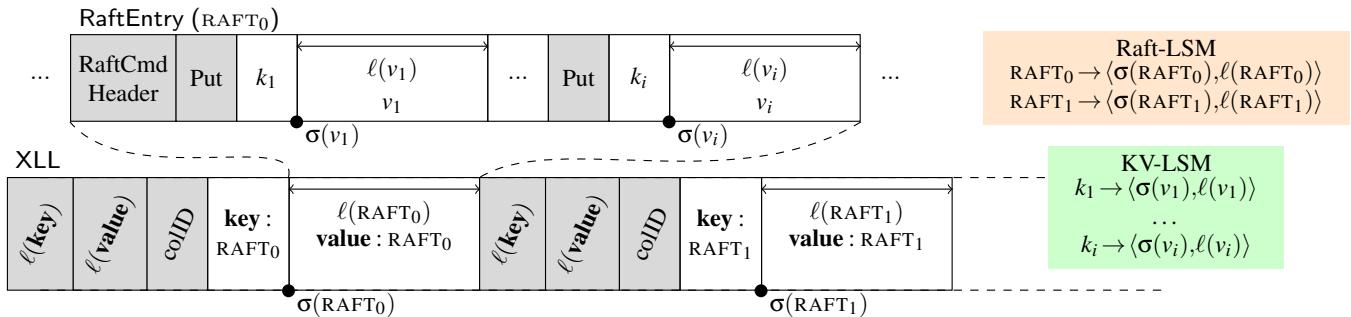 RaftEntry (RAFT₀)
... RaftCmd Header Put k₁ ℓ(v₁) v₁ ... Put kᵢ ℓ(vᵢ) vᵢ ...
σ(v₁) σ(vᵢ)
XLL
ℓ(key) ℓ(value) colID key : RAFT₀ ℓ(RAFT₀) value : RAFT₀ ℓ(key) ℓ(value) colID key : RAFT₁ ℓ(RAFT₁) value : RAFT₁
σ(RAFT₀) σ(RAFT₁)
Raft-LSM
RAFT₀→⟨σ(RAFT₀),ℓ(RAFT₀)⟩
RAFT₁→⟨σ(RAFT₁),ℓ(RAFT₁)⟩
KV-LSM
k₁→⟨σ(v₁),ℓ(v₁)⟩
...
kᵢ→⟨σ(vᵢ),ℓ(vᵢ)⟩